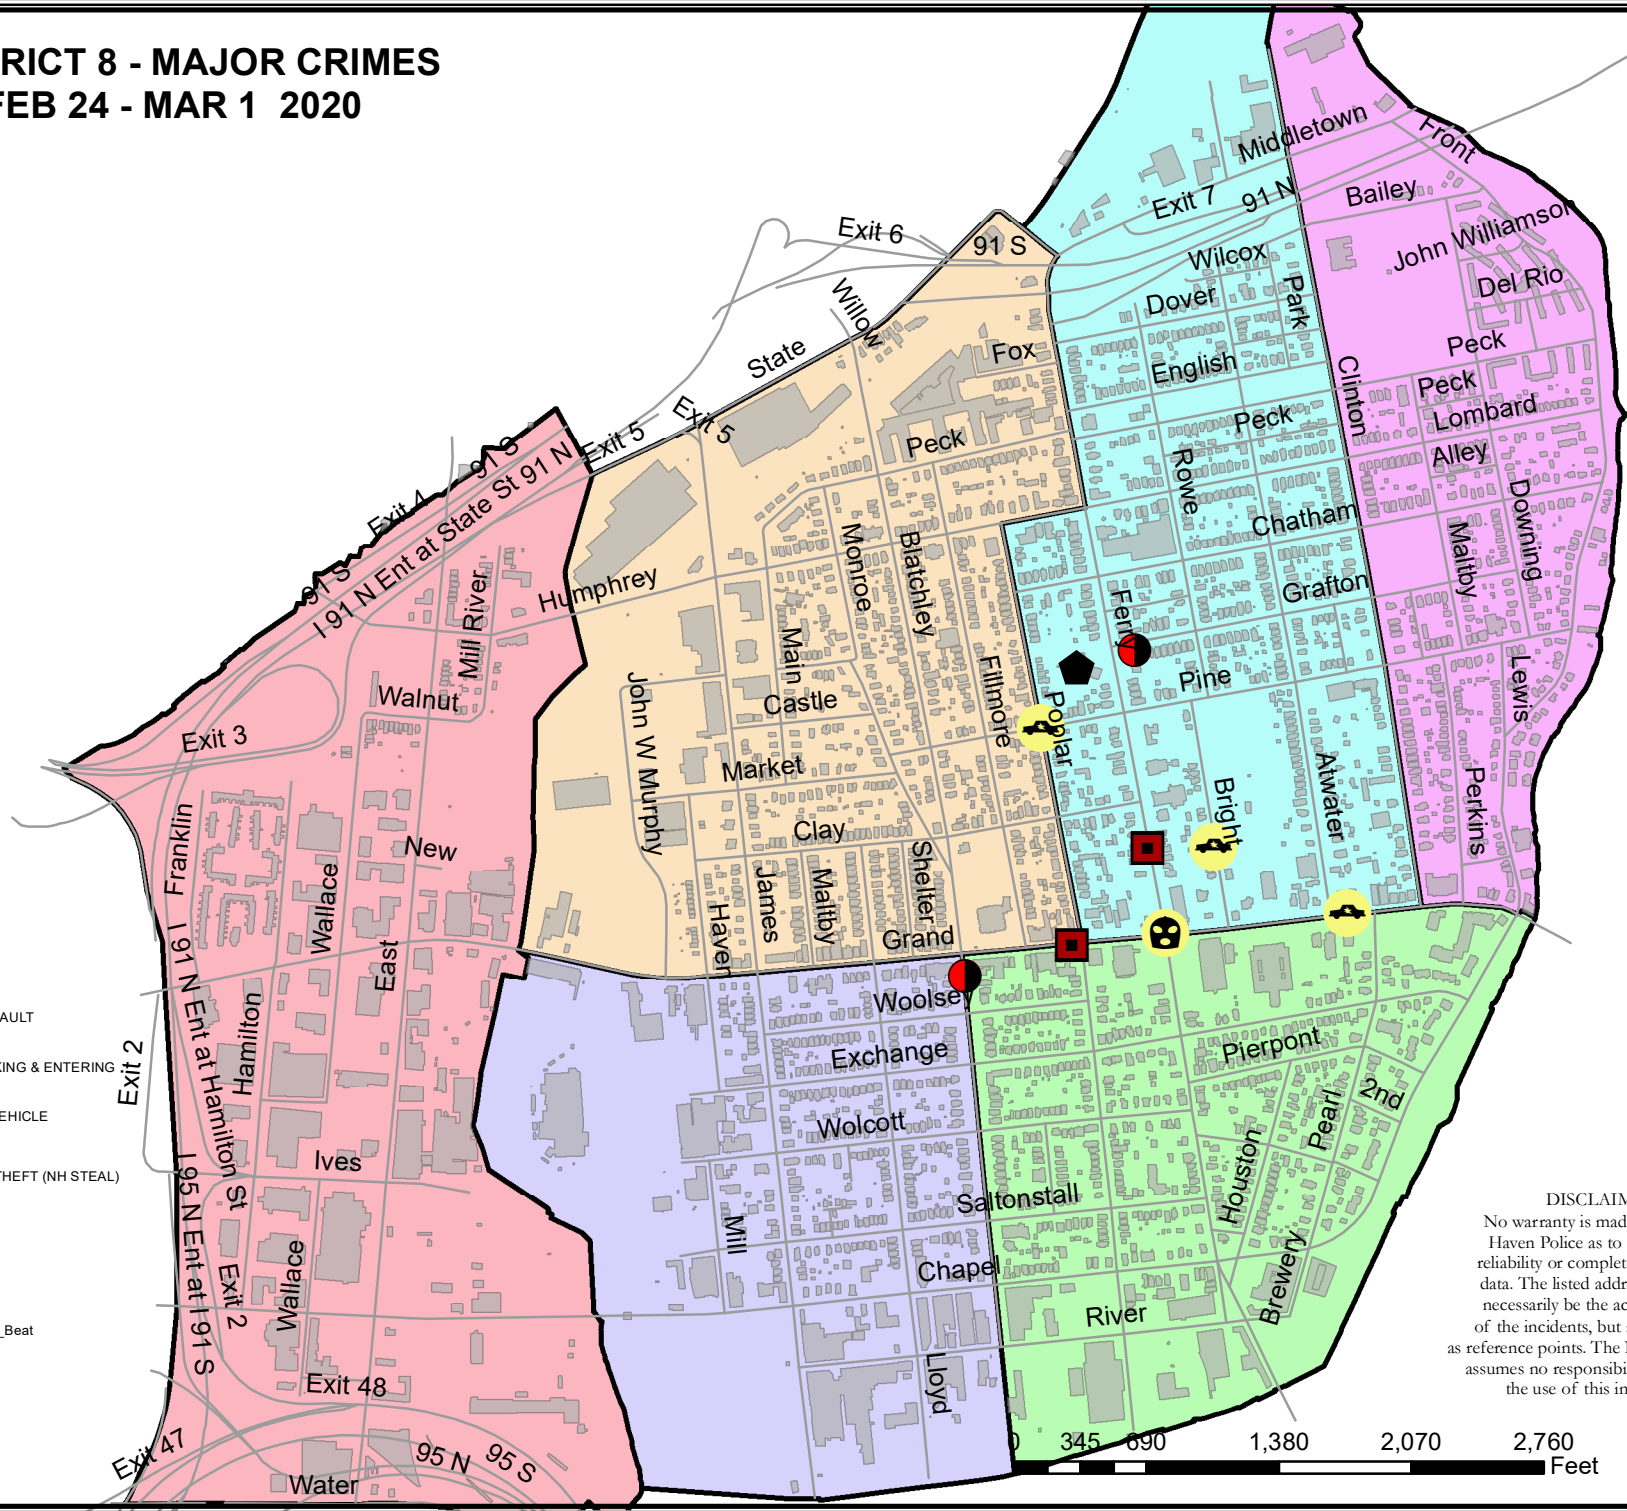 RICT 8 - MAJOR CRIMES
FEB 24 - MAR 1 2020
Middletown
Front
Exit 7
91 N
Bailey
Exit 6
91 S
John Williamson
Wilcox
Del Rio
Dover
Park
Willow
State
Fox
English
Peck
Clinton
Peck
Lombard
Exit 5
Exit 5
Peck
Peck
Alley
91 S
91 N
Rowe
Exit 4
I 91 N Ent at State St
Chatham
Downing
Monroe
Blatchley
Maltby
91 S
Humphrey
Grafton
Mill River
Ferry
Main
Fillmore
Pine
Lewis
Walnut
Castle
John W Murphy
Poplar
Exit 3
Market
Atwater
Perkins
Bright
Franklin
New
Clay
Wallace
Shelter
James
Maltby
Haven
Grand
East
I 91 N Ent at Hamilton St
Hamilton
Woolsey
AULT
Exchange
Pierpont
KING & ENTERING
Exit 2
2nd
EHICLE
Wolcott
Pearl
Houston
Ives
THEFT (NH STEAL)
Saltonstall
I 95 N Ent at I 91 S
Mill
Exit 2
Wallace
Chapel
Brewery
River
_Beat
Lloyd
Exit 48
DISCLAIM
No warranty is mad
Haven Police as to
reliability or complet
data. The listed addr
necessarily be the ac
of the incidents, but
as reference points. The
assumes no responsibi
the use of this in
Exit 47
95 N
95 S
Water
0 345 690 1,380 2,070 2,760
Feet